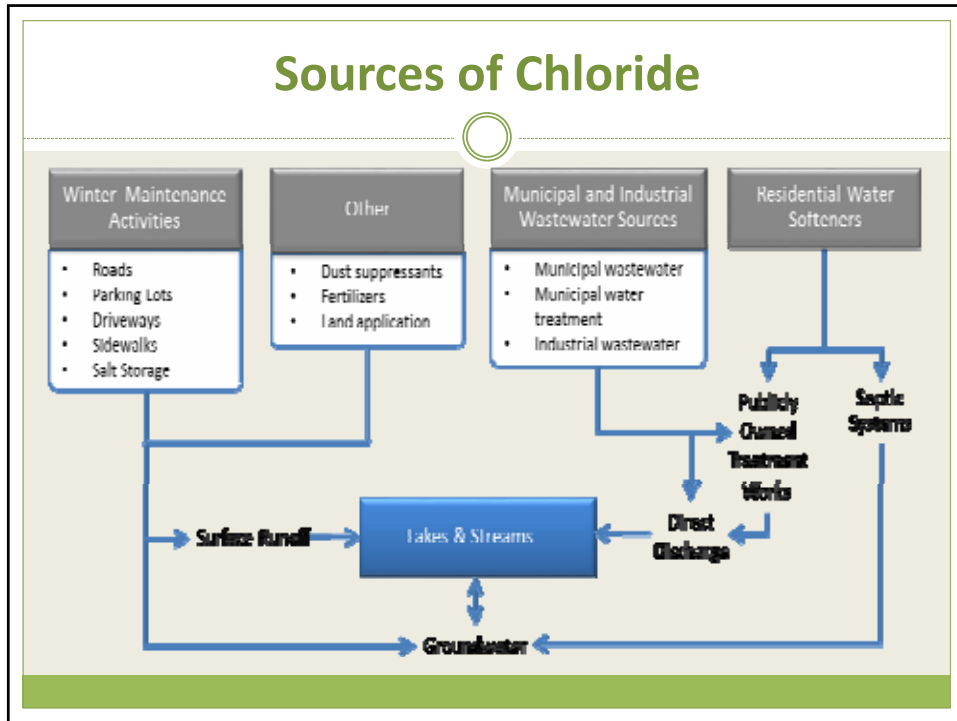 Sources of Chloride
Winter Maintenance
Activities
• Roads
• Parking Lots
• Driveways
• Sidewalks
• Salt Storage
Other
• Dust suppressants
• Fertilizers
• Land application
Municipal and Industrial
Wastewater Sources
• Municipal wastewater
• Municipal water
treatment
• Industrial wastewater
Residential Water
Softeners
Publicly
Owned
Treatment
Works
Septic
Systems
Surface Runoff
Lakes & Streams
Direct
Discharge
Groundwater